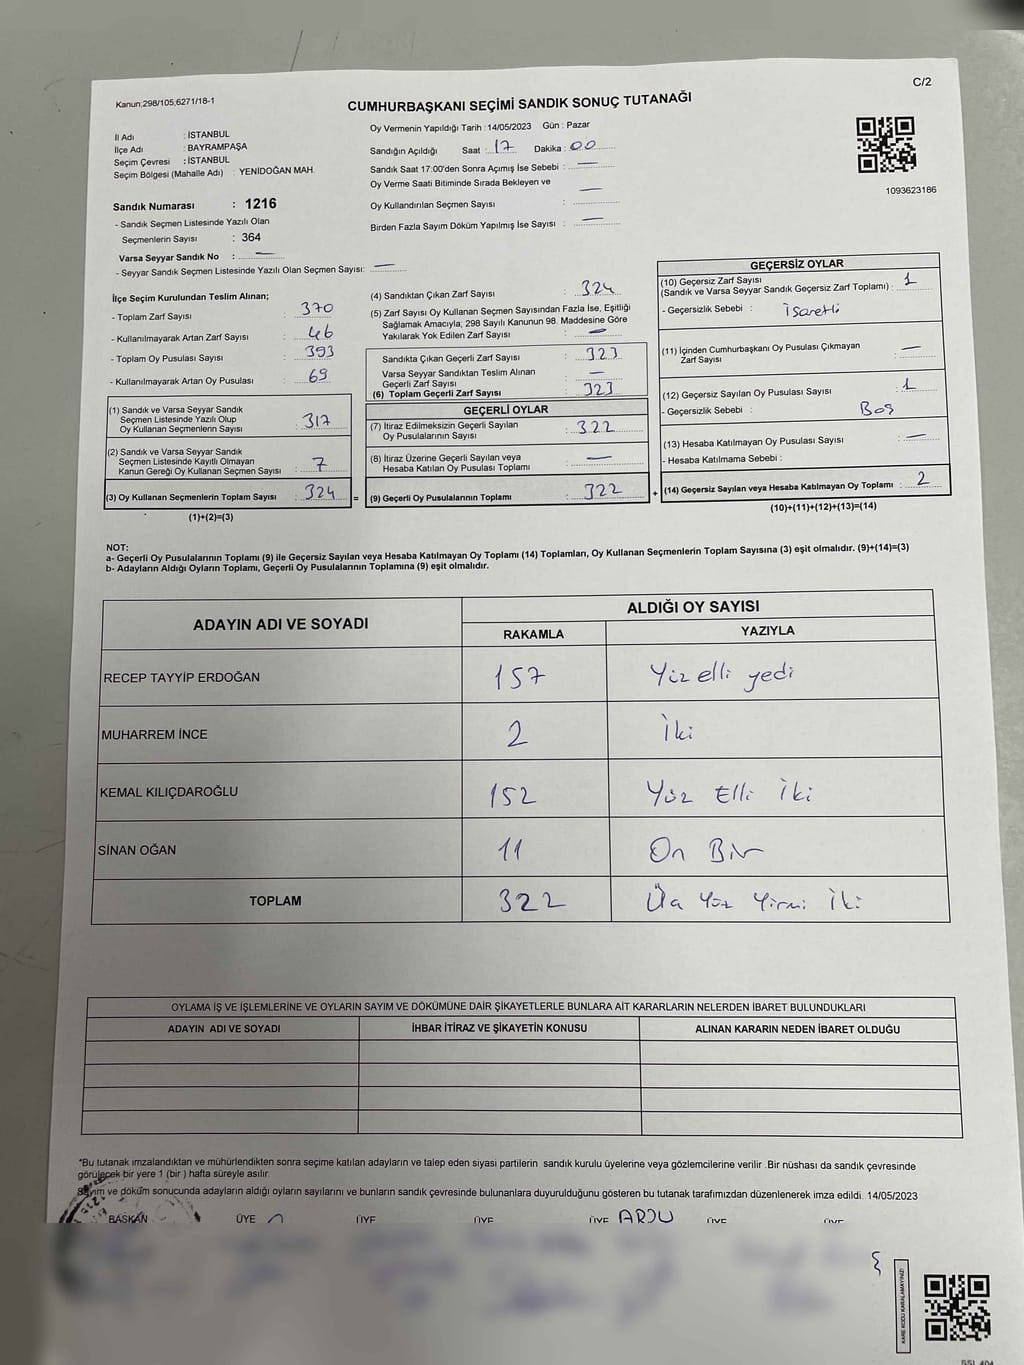 C/2
Kanun;298/105;6271/18-1
CUMHURBAŞKANI SEÇİMİ SANDIK SONUÇ TUTANAĞI
İl Adı : İSTANBUL
İlçe Adı : BAYRAMPAŞA
Seçim Çevresi : İSTANBUL
Seçim Bölgesi (Mahalle Adı) : YENİDOĞAN MAH.
Oy Vermenin Yapıldığı Tarih : 14/05/2023 Gün : Pazar
Sandığın Açıldığı Saat : 17 Dakika : 00
Sandık Saat 17:00'den Sonra Açımış İse Sebebi : —
Oy Verme Saati Bitiminde Sırada Bekleyen ve
Oy Kullandırılan Seçmen Sayısı : —
Birden Fazla Sayım Döküm Yapılmış İse Sayısı : —
1093623186
Sandık Numarası : 1216
- Sandık Seçmen Listesinde Yazılı Olan
Seçmenlerin Sayısı : 364
Varsa Seyyar Sandık No : —
- Seyyar Sandık Seçmen Listesinde Yazılı Olan Seçmen Sayısı: —
İlçe Seçim Kurulundan Teslim Alınan;
- Toplam Zarf Sayısı : 370
- Kullanılmayarak Artan Zarf Sayısı : 46
- Toplam Oy Pusulası Sayısı : 393
- Kullanılmayarak Artan Oy Pusulası : 69
(1) Sandık ve Varsa Seyyar Sandık
Seçmen Listesinde Yazılı Olup
Oy Kullanan Seçmenlerin Sayısı : 317
(2) Sandık ve Varsa Seyyar Sandık
Seçmen Listesinde Kayıtlı Olmayan
Kanun Gereği Oy Kullanan Seçmen Sayısı : 7
(3) Oy Kullanan Seçmenlerin Toplam Sayısı : 324 =
(1)+(2)=(3)
(4) Sandıktan Çıkan Zarf Sayısı : 324
(5) Zarf Sayısı Oy Kullanan Seçmen Sayısından Fazla İse, Eşitliği
Sağlamak Amacıyla, 298 Sayılı Kanunun 98. Maddesine Göre
Yakılarak Yok Edilen Zarf Sayısı : —
Sandıkta Çıkan Geçerli Zarf Sayısı : 323
Varsa Seyyar Sandıktan Teslim Alınan
Geçerli Zarf Sayısı : —
(6) Toplam Geçerli Zarf Sayısı : 323
GEÇERLİ OYLAR
(7) İtiraz Edilmeksizin Geçerli Sayılan
Oy Pusulalarının Sayısı : 322
(8) İtiraz Üzerine Geçerli Sayılan veya
Hesaba Katılan Oy Pusulası Toplamı : —
(9) Geçerli Oy Pusulalarının Toplamı : 322 +
GEÇERSİZ OYLAR
(10) Geçersiz Zarf Sayısı
(Sandık ve Varsa Seyyar Sandık Geçersiz Zarf Toplamı) : 1
- Geçersizlik Sebebi : İsaretli
(11) İçinden Cumhurbaşkanı Oy Pusulası Çıkmayan
Zarf Sayısı : —
(12) Geçersiz Sayılan Oy Pusulası Sayısı : 1
- Geçersizlik Sebebi : Boş
(13) Hesaba Katılmayan Oy Pusulası Sayısı : —
- Hesaba Katılmama Sebebi :
(14) Geçersiz Sayılan veya Hesaba Katılmayan Oy Toplamı : 2
(10)+(11)+(12)+(13)=(14)
NOT:
a- Geçerli Oy Pusulalarının Toplamı (9) ile Geçersiz Sayılan veya Hesaba Katılmayan Oy Toplamı (14) Toplamları, Oy Kullanan Seçmenlerin Toplam Sayısına (3) eşit olmalıdır. (9)+(14)=(3)
b- Adayların Aldığı Oyların Toplamı, Geçerli Oy Pusulalarının Toplamına (9) eşit olmalıdır.
ADAYIN ADI VE SOYADI ALDIĞI OY SAYISI
RAKAMLA YAZIYLA
RECEP TAYYİP ERDOĞAN 157 Yüz elli yedi
MUHARREM İNCE 2 İki
KEMAL KILIÇDAROĞLU 152 Yüz Elli İki
SİNAN OĞAN 11 On Bir
TOPLAM 322 Üç Yüz Yirmi İki
OYLAMA İŞ VE İŞLEMLERİNE VE OYLARIN SAYIM VE DÖKÜMÜNE DAİR ŞİKAYETLERLE BUNLARA AİT KARARLARIN NELERDEN İBARET BULUNDUKLARI
ADAYIN ADI VE SOYADI İHBAR İTİRAZ VE ŞİKAYETİN KONUSU ALINAN KARARIN NEDEN İBARET OLDUĞU
*Bu tutanak imzalandıktan ve mühürlendikten sonra seçime katılan adayların ve talep eden siyasi partilerin sandık kurulu üyelerine veya gözlemcilerine verilir .Bir nüshası da sandık çevresinde
görülecek bir yere 1 (bir ) hafta süreyle asılır.
Sayım ve döküm sonucunda adayların aldığı oyların sayılarını ve bunların sandık çevresinde bulunanlara duyurulduğunu gösteren bu tutanak tarafımızdan düzenlenerek imza edildi. 14/05/2023
BAŞKAN ÜYE ÜYE ÜYE ÜYE ÜYE ÜYE
KARE KODU KARALAMAYINIZ!